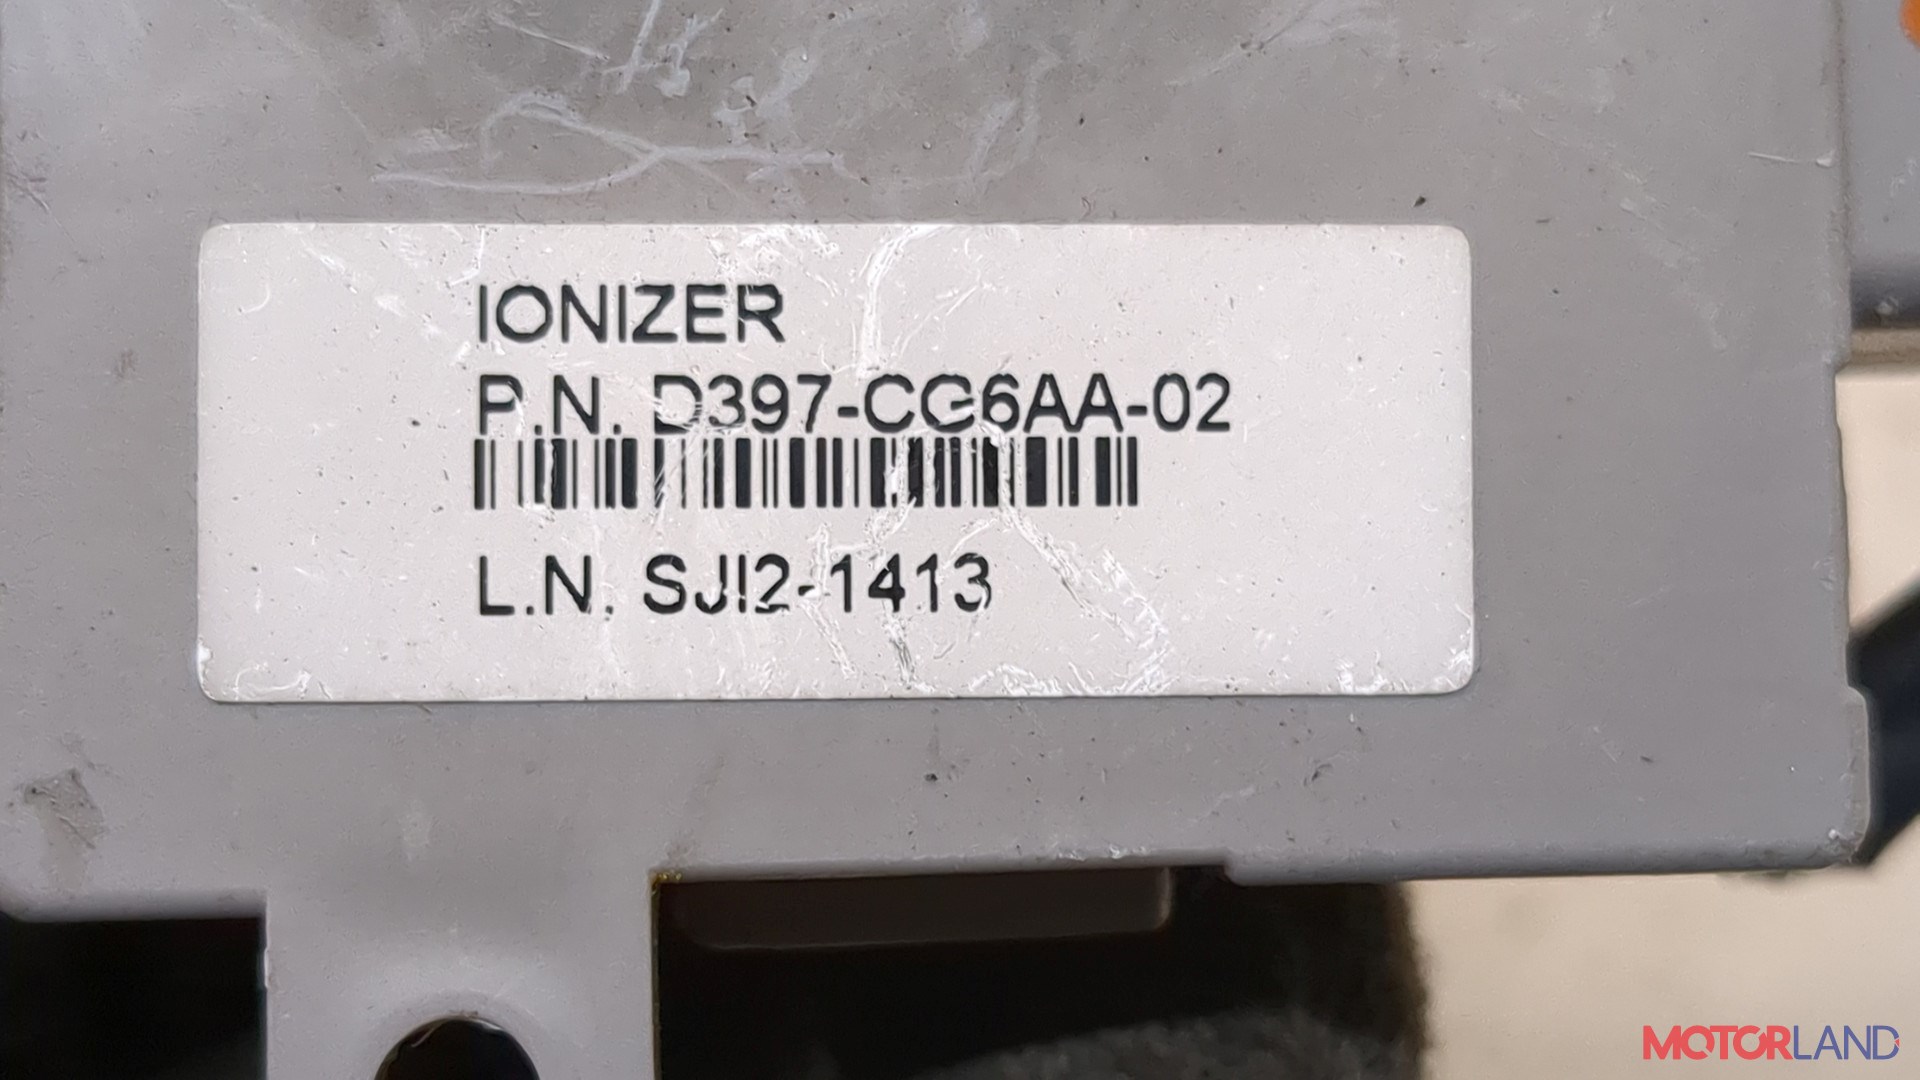 IONIZER
P.N. D397-CG6AA-02
L.N. SJI2-1413
MOTORLAND